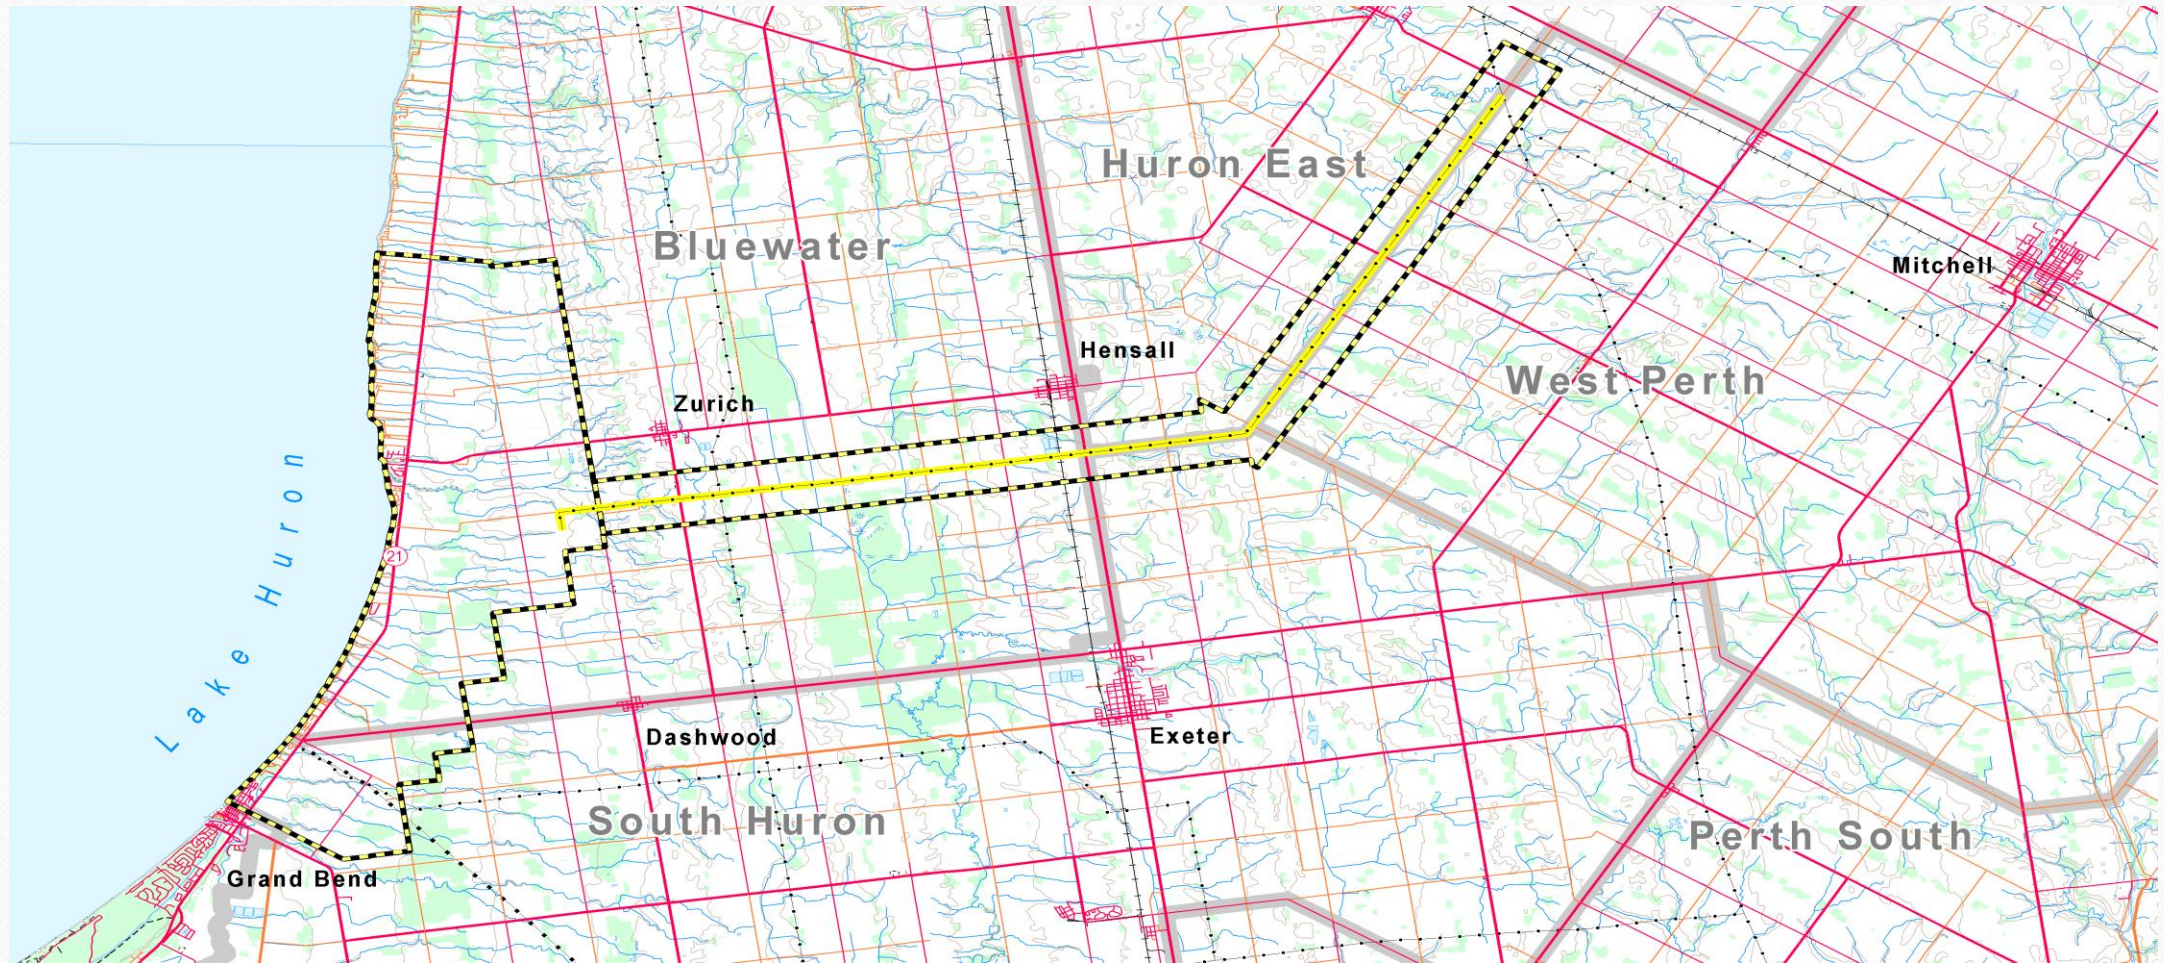 Huron East
Bluewater
Mitchell
Hensall
West Perth
Zurich
Lake Huron
21
Dashwood
Exeter
South Huron
Perth South
Grand Bend